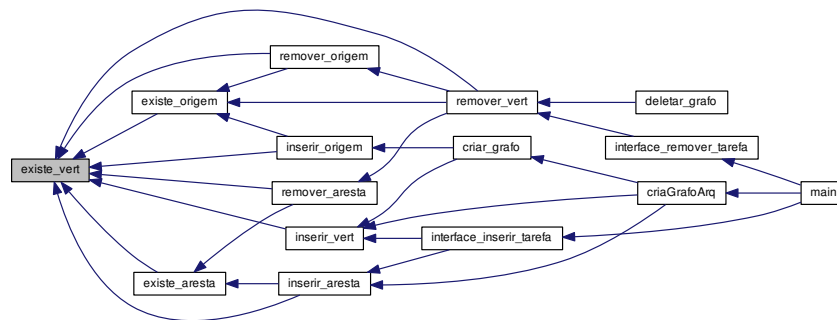 remover_origem
existe_origem
remover_vert
deletar_grafo
inserir_origem
criar_grafo
interface_remover_tarefa
existe_vert
remover_aresta
criaGrafoArq
main
inserir_vert
interface_inserir_tarefa
existe_aresta
inserir_aresta